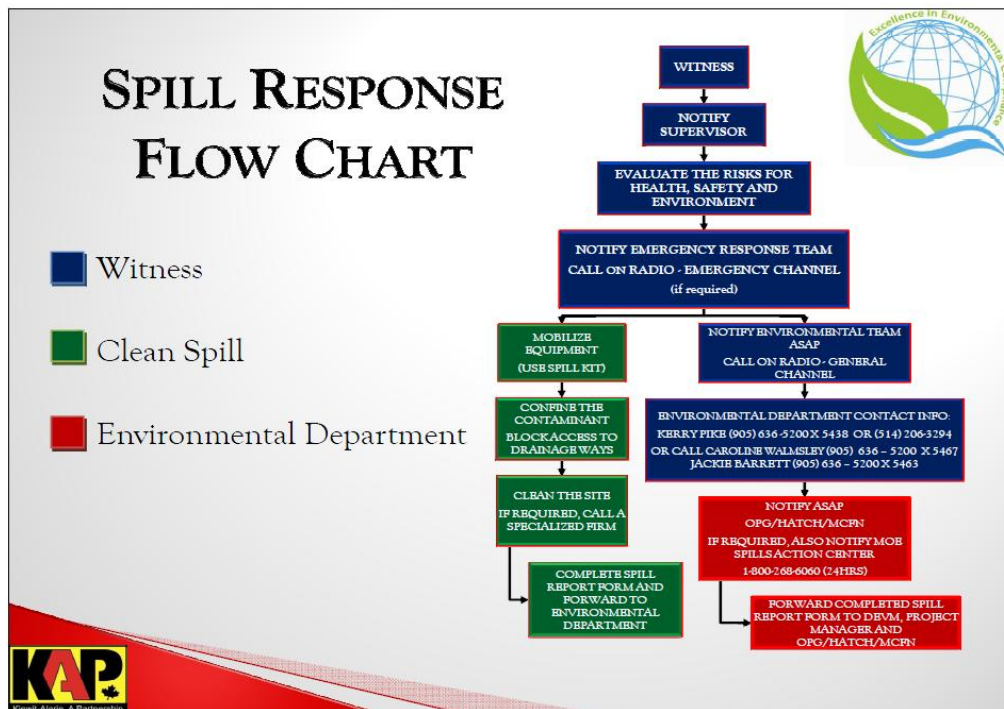 SPILL RESPONSE
FLOW CHART
Witness
Clean Spill
Environmental Department
WITNESS
NOTIFY
SUPERVISOR
EVALUATE THE RISKS FOR
HEALTH, SAFETY AND
ENVIRONMENT
NOTIFY EMERGENCY RESPONSE TEAM
CALL ON RADIO - EMERGENCY CHANNEL
(if required)
MOBILIZE
EQUIPMENT
(USE SPILL KIT)
CONFINE THE
CONTAMINANT
BLOCK ACCESS TO
DRAINAGE WAYS
CLEAN THE SITE
IF REQUIRED, CALL A
SPECIALIZED FIRM
COMPLETE SPILL
REPORT FORM AND
FORWARD TO
ENVIRONMENTAL
DEPARTMENT
NOTIFY ENVIRONMENTAL TEAM
ASAP
CALL ON RADIO - GENERAL
CHANNEL
ENVIRONMENTAL DEPARTMENT CONTACT INFO:
KERRY PIKE (905) 636-5200 X 5438 OR (514) 206-3294
OR CALL CAROLINE WALMSLEY (905) 636 – 5200 X 5467
JACKIE BARRETT (905) 636 – 5200 X 5463
NOTIFY ASAP
OPG/HATCH/MCFN
IF REQUIRED, ALSO NOTIFY MOE
SPILLS ACTION CENTER
1-800-268-6060 (24HRS)
FORWARD COMPLETED SPILL
REPORT FORM TO DEVM, PROJECT
MANAGER AND
OPG/HATCH/MCFN
Excellence in Environmental
KAP
A Partnership